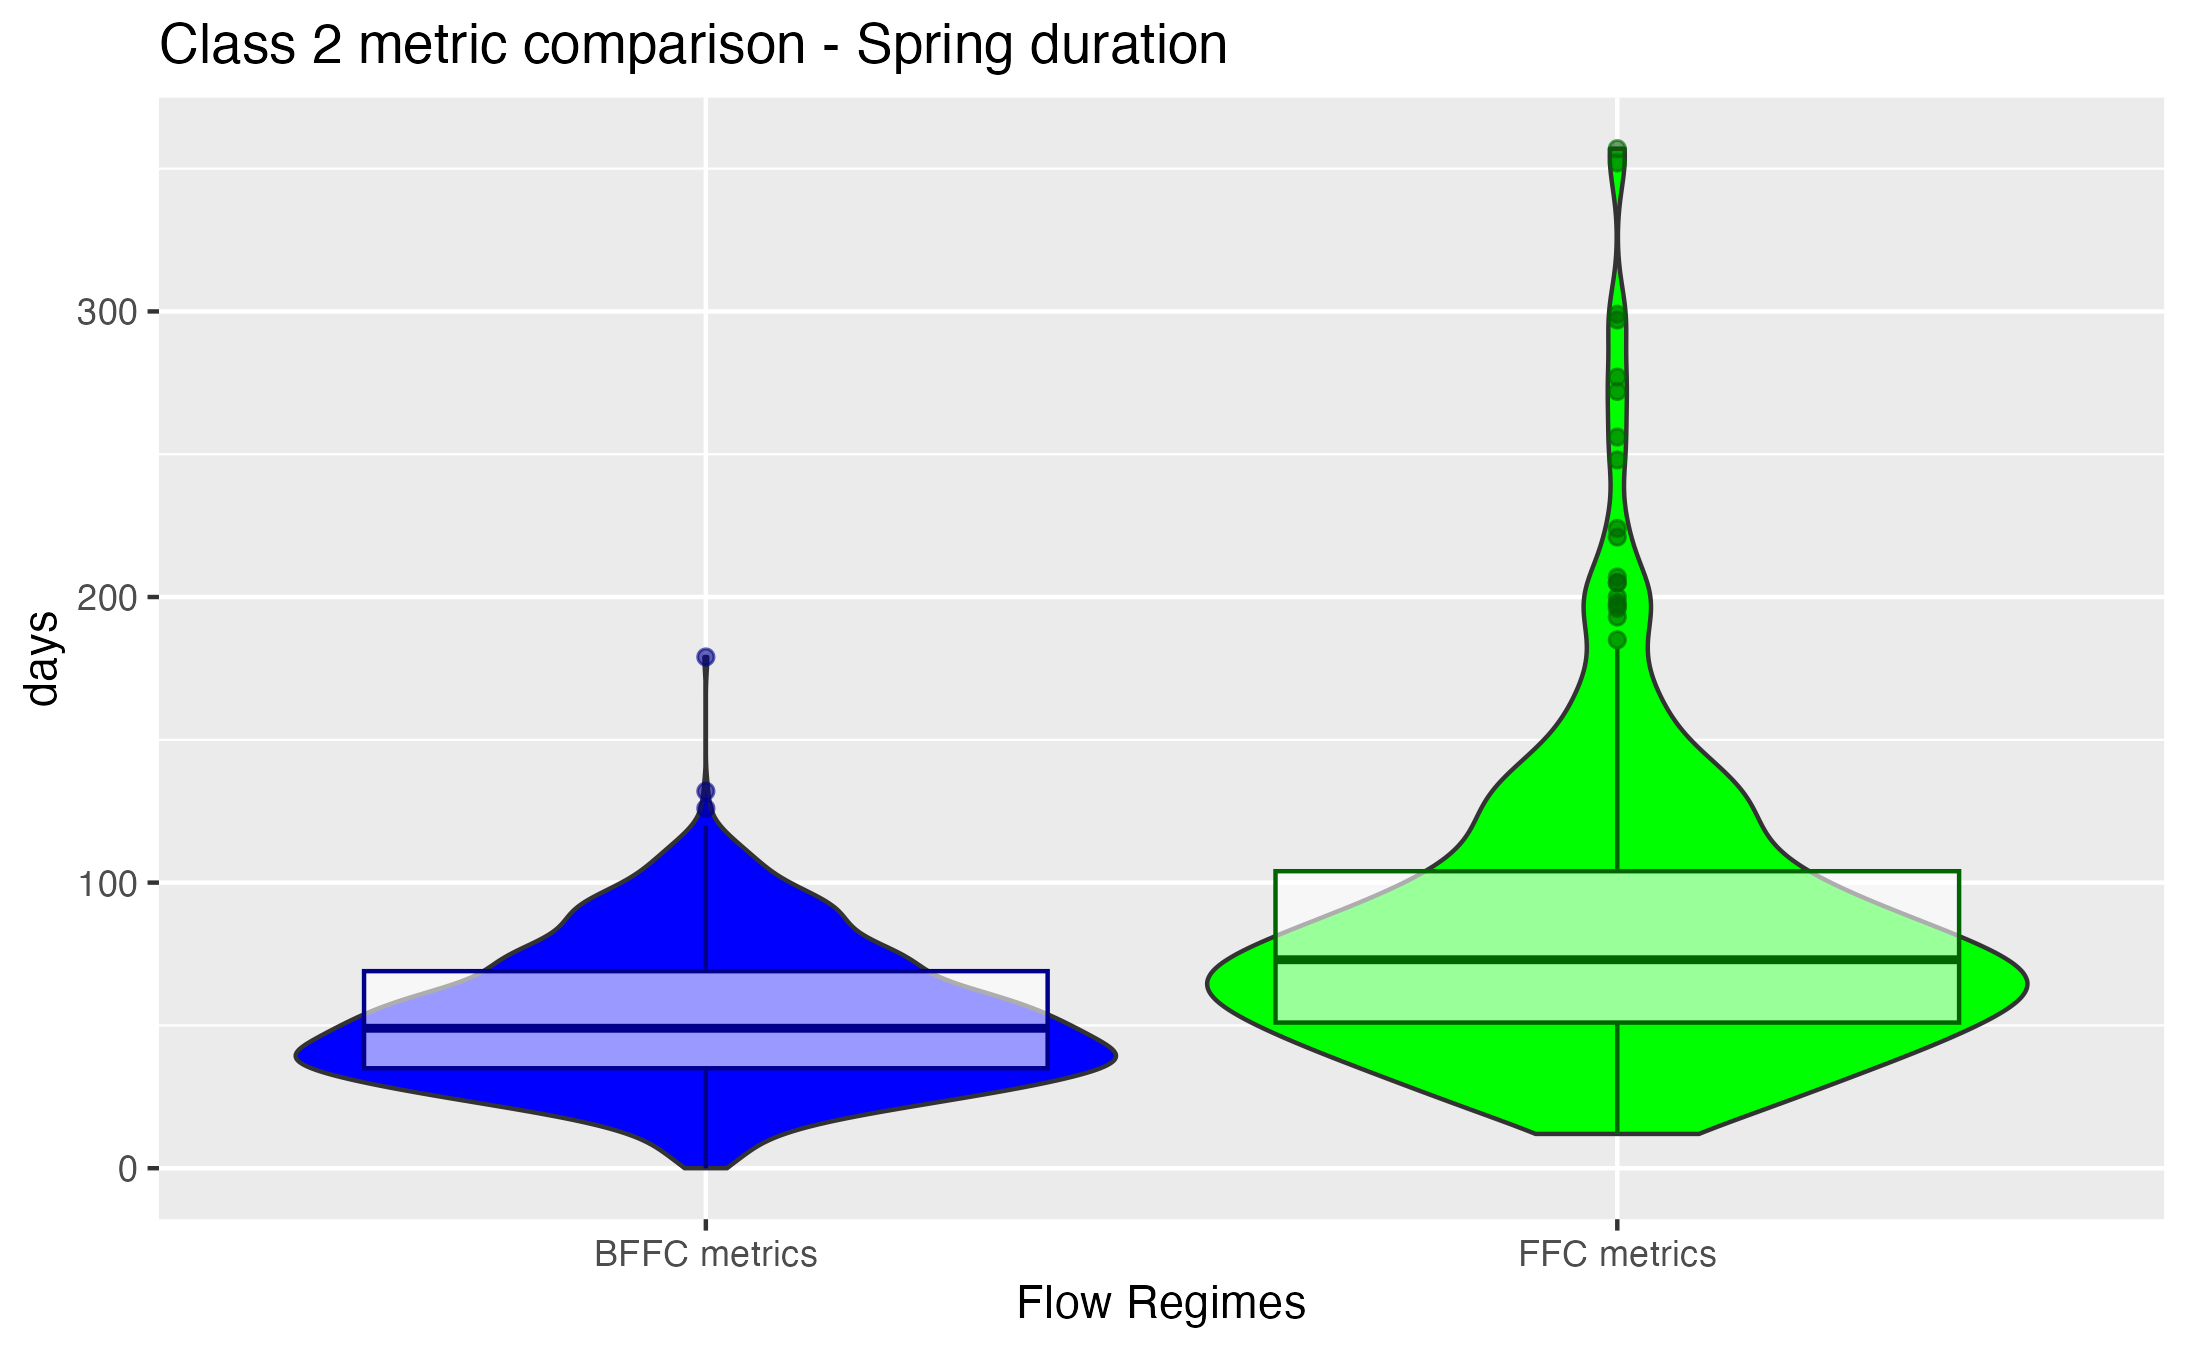 Class 2 metric comparison - Spring duration
300
200
100
0
days
BFFC metrics
FFC metrics
Flow Regimes